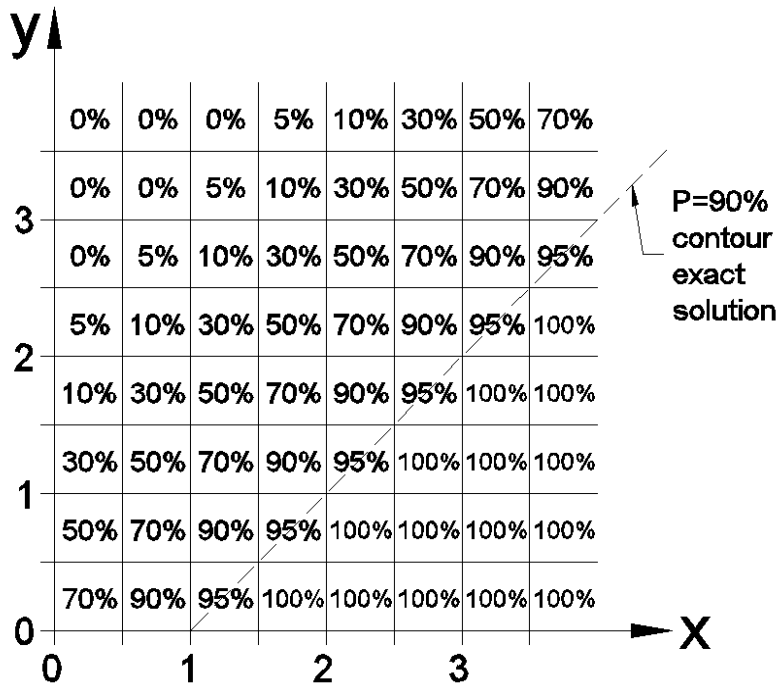 y
0% 0% 0% 5% 10% 30% 50% 70%
0% 0% 5% 10% 30% 50% 70% 90%
P=90%
3
contour
0% 5% 10% 30% 50% 70% 90% 95%
exact
solution
5% 10% 30% 50% 70% 90% 95% 100%
2
10% 30% 50% 70% 90% 95% 100% 100%
30% 50% 70% 90% 95% 100% 100% 100%
1
50% 70% 90% 95% 100% 100% 100% 100%
70% 90% 95% 100% 100% 100% 100% 100%
0
x
0 1 2 3